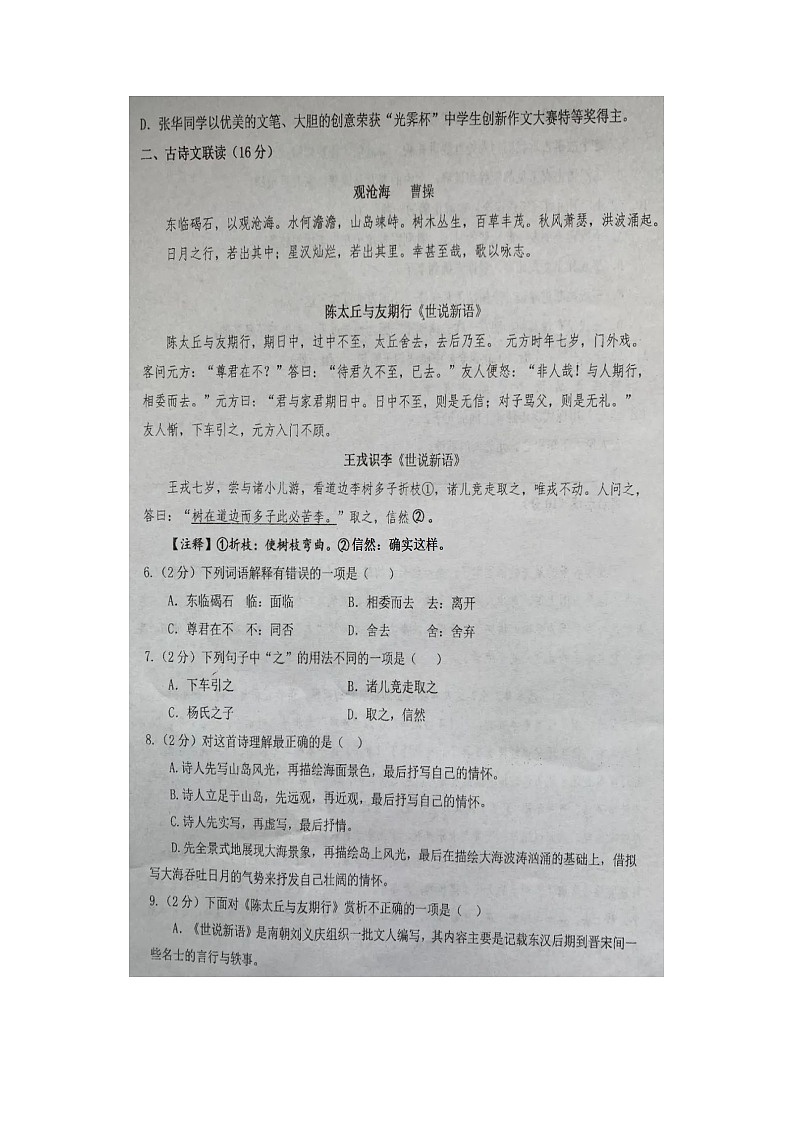 D. 张华同学以优美的文笔、大胆的创意荣获“光霁杯”中学生创新作文大赛特等奖得主。
二、古诗文联读（16 分）
观沧海 曹操
东临碣石，以观沧海。水何澹澹，山岛竦峙。树木丛生，百草丰茂。秋风萧瑟，洪波涌起。
日月之行，若出其中；星汉灿烂，若出其里。幸甚至哉，歌以咏志。
陈太丘与友期行《世说新语》
陈太丘与友期行，期日中，过中不至，太丘舍去，去后乃至。 元方时年七岁，门外戏。
客问元方：“尊君在不？”答曰：“待君久不至，已去。”友人便怒：“非人哉！与人期行，
相委而去。”元方曰：“君与家君期日中。日中不至，则是无信；对子骂父，则是无礼。”
友人惭，下车引之，元方入门不顾。
王戎识李《世说新语》
王戎七岁，尝与诸小儿游，看道边李树多子折枝①，诸儿竞走取之，唯戎不动。人问之，
答曰：“树在道边而多子此必苦李。”取之，信然②。
【注释】①折枝：使树枝弯曲。②信然：确实这样。
6.（2 分）下列词语解释有错误的一项是（ ）
A. 东临碣石 临：面临 B. 相委而去 去：离开
C. 尊君在不 不：同否 D. 舍去 舍：舍弃
7.（2 分）下列句子中“之”的用法不同的一项是（ ）
A. 下车引之 B. 诸儿竞走取之
C. 杨氏之子 D. 取之，信然
8.（2 分）对这首诗理解最正确的是（ ）
A.诗人先写山岛风光，再描绘海面景色，最后抒写自己的情怀。
B.诗人立足于山岛，先远观，再近观，最后抒写自己的情怀。
C.诗人先实写，再虚写，最后抒情。
D.先全景式地展现大海景象，再描绘岛上风光，最后在描绘大海波涛汹涌的基础上，借拟
写大海吞吐日月的气势来抒发自己壮阔的情怀。
9.（2 分）下面对《陈太丘与友期行》赏析不正确的一项是（ ）
A.《世说新语》是南朝刘义庆组织一批文人编写，其内容主要是记载东汉后期到晋宋间一
些名士的言行与轶事。